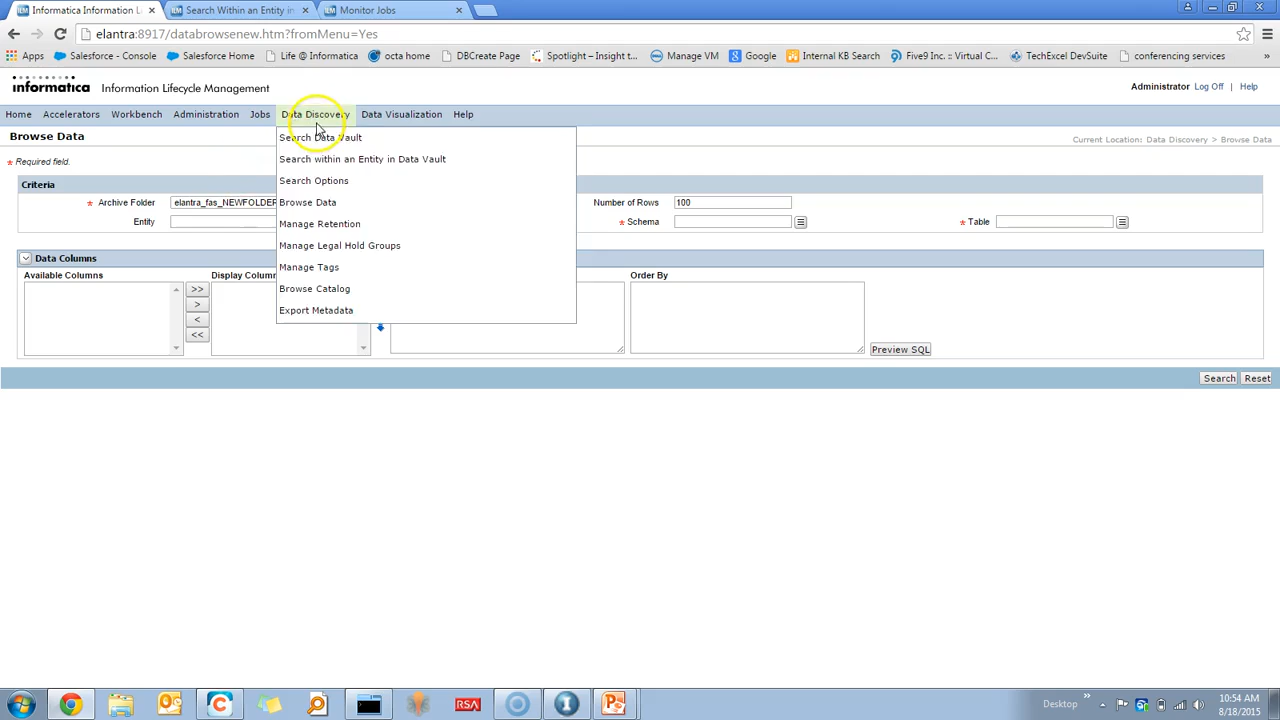 Informatica Information L
Search Within an Entity in
Monitor Jobs
elantra:8917/databrowsenew.htm?fromMenu=Yes
Apps
Salesforce - Console
Salesforce Home
Life @ Informatica
octa home
DBCreate Page
Spotlight – Insight t...
Manage VM
Google
Internal KB Search
Five9 Inc. :: Virtual C
TechExcel DevSuite
conferencing services
»
informatica Information Lifecycle Management
Administrator Log Off | Help
Home Accelerators Workbench Administration Jobs Data Discovery Data Visualization Help
Browse Data
Current Location: Data Discovery > Browse Data
* Required field.
Search Data Vault
Search within an Entity in Data Vault
Search Options
Browse Data
Manage Retention
Manage Legal Hold Groups
Manage Tags
Browse Catalog
Export Metadata
Criteria
* Archive Folder elantra_fas_NEWFOLDER
Number of Rows 100
Entity
* Schema
* Table
Data Columns
Available Columns
Order By
>>
>
<
<<
Preview SQL
Search Reset
RSA
Desktop »
10:54 AM
8/18/2015